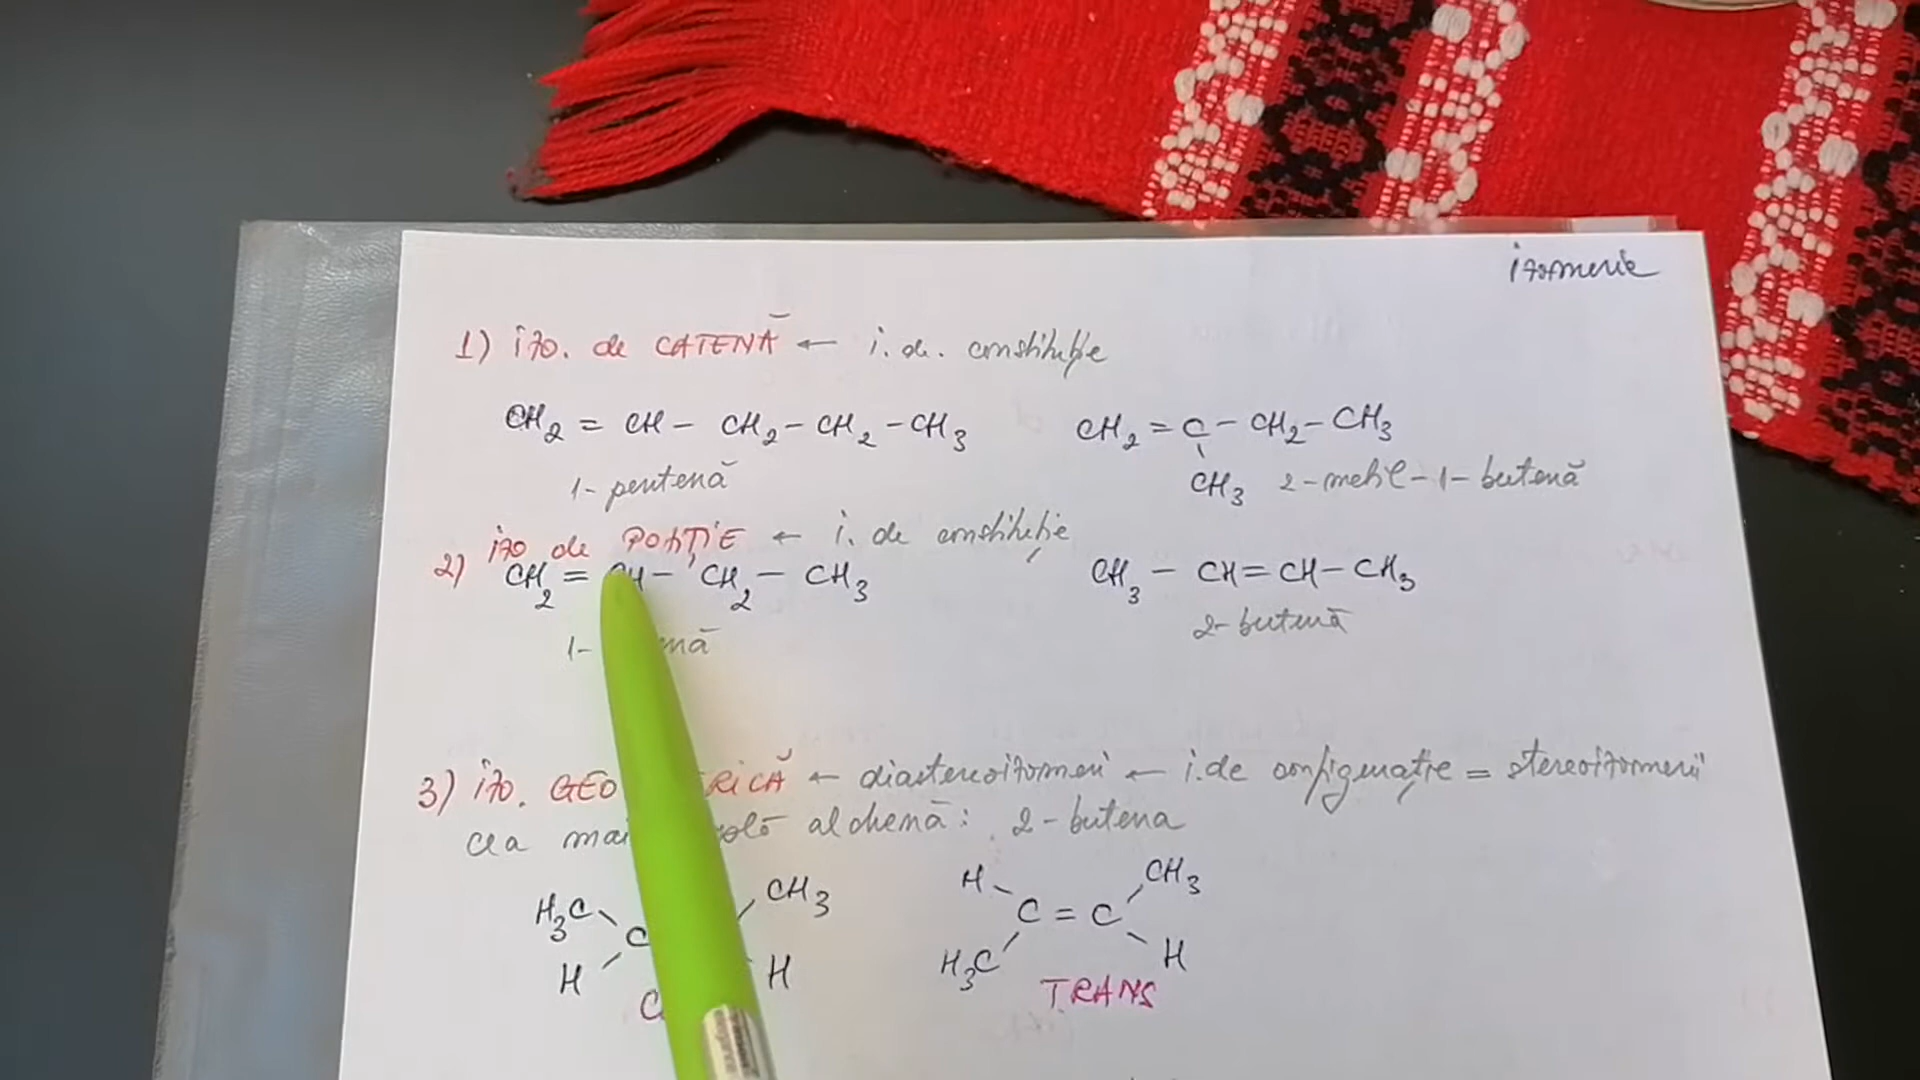 izomerie
1) izo. de CATENĂ ← i. de. constituție
CH2 = CH - CH2 - CH2 - CH3 CH2 = C - CH2 - CH3
CH3
1- pentenă 2-metil-1-butenă
2) izo de POZIȚIE ← i. de constituție
CH2 = CH - CH2 - CH3 CH3 - CH = CH - CH3
1- nă 2-butenă
3) izo. GEO RICĂ ← diastereoizomeri ← i. de configurație = stereoizomerii
cea mai alchenă: 2-butena
H3C C CH3 H C = C CH3
H H H3C H
C TRANS